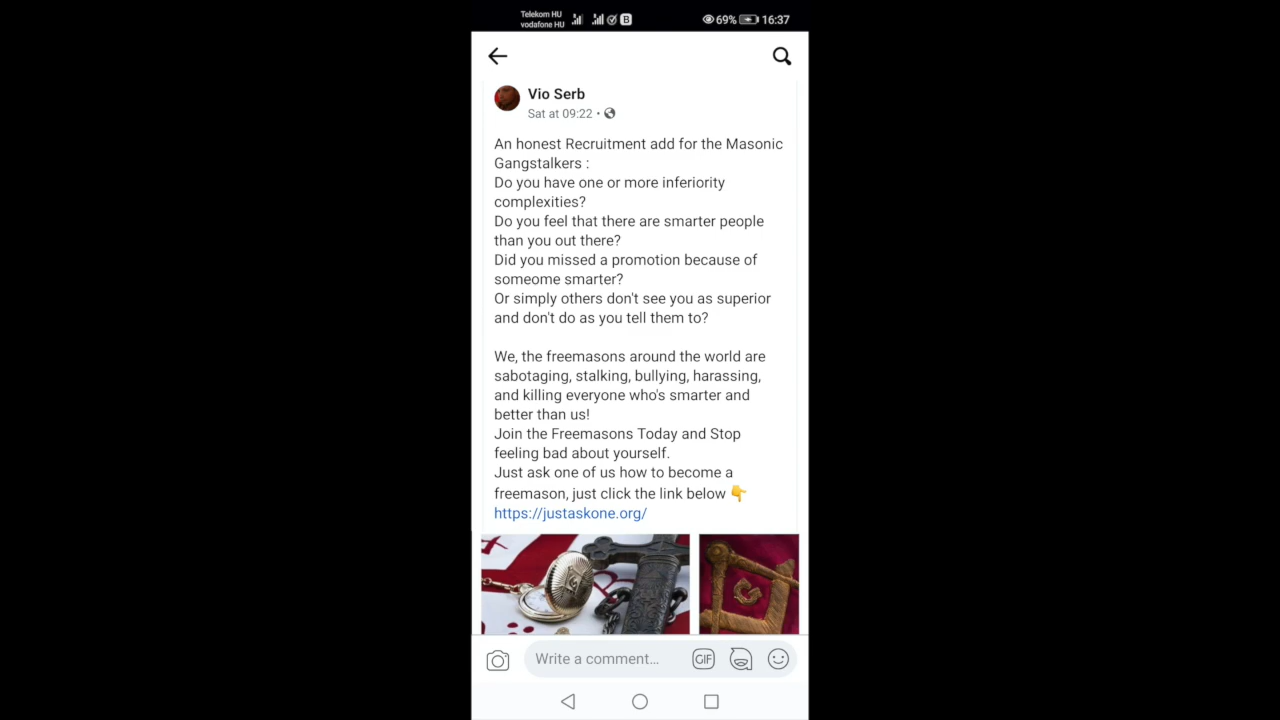 Telekom HU
vodafone HU
B
69%
16:37
Vio Serb
Sat at 09:22 •
An honest Recruitment add for the Masonic
Gangstalkers :
Do you have one or more inferiority
complexities?
Do you feel that there are smarter people
than you out there?
Did you missed a promotion because of
someome smarter?
Or simply others don't see you as superior
and don't do as you tell them to?
We, the freemasons around the world are
sabotaging, stalking, bullying, harassing,
and killing everyone who's smarter and
better than us!
Join the Freemasons Today and Stop
feeling bad about yourself.
Just ask one of us how to become a
freemason, just click the link below 👇
https://justaskone.org/
G
G
Write a comment...
GIF